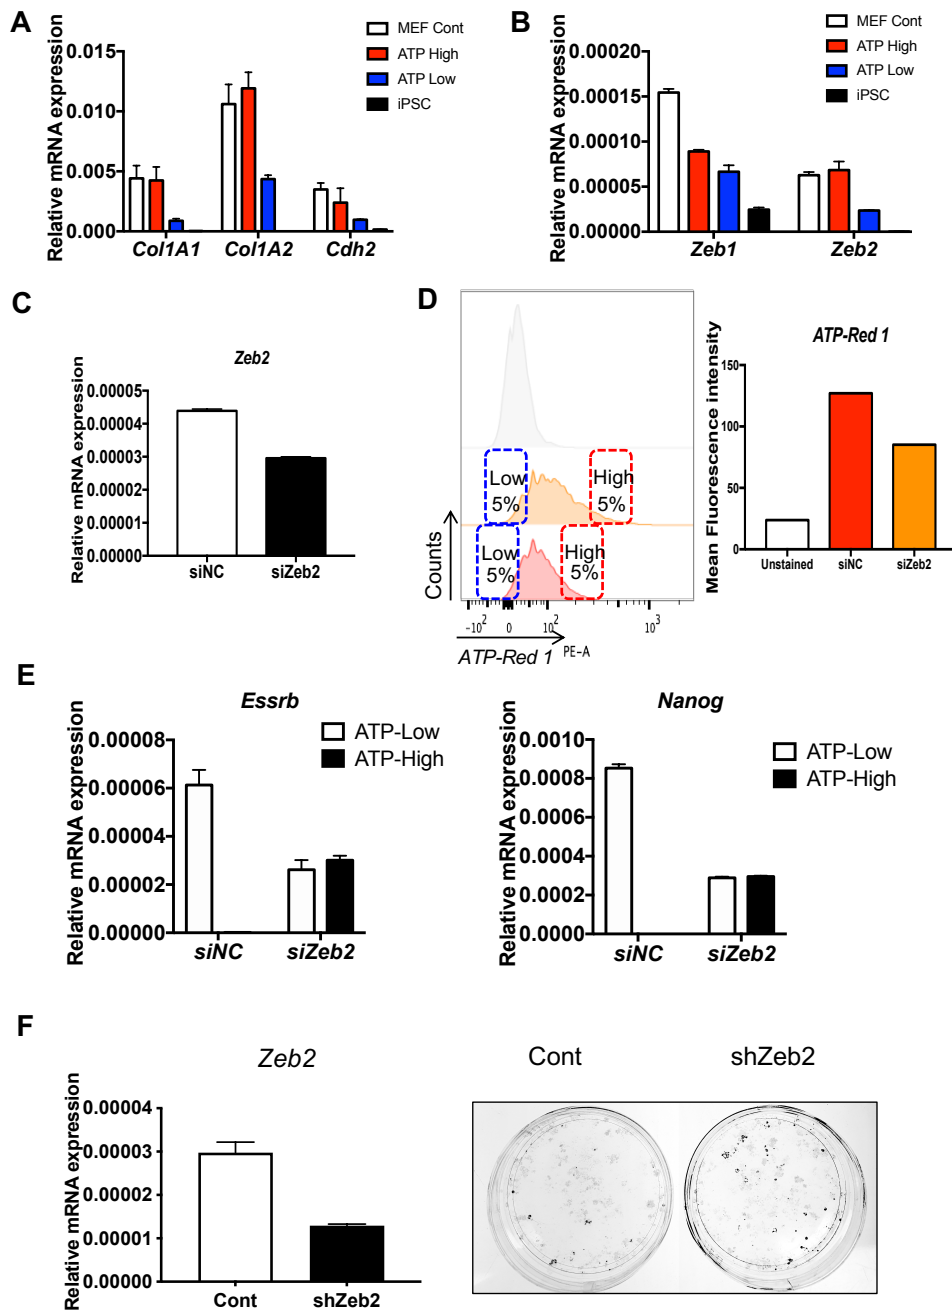 A
Relative mRNA expression
0.015
0.010
0.005
0.000
Col1A1
Col1A2
Cdh2
MEF Cont
ATP High
ATP Low
iPSC
B
Relative mRNA expression
0.00020
0.00015
0.00010
0.00005
0.00000
Zeb1
Zeb2
MEF Cont
ATP High
ATP Low
iPSC
C
Zeb2
Relative mRNA expression
0.00005
0.00004
0.00003
0.00002
0.00001
0.00000
siNC
siZeb2
D
Counts
Low
5%
High
5%
Low
5%
High
5%
-10²
0
10²
10³
ATP-Red 1
PE-A
ATP-Red 1
Mean Fluorescence intensity
150
100
50
0
Unstained
siNC
siZeb2
E
Essrb
Relative mRNA expression
0.00008
0.00006
0.00004
0.00002
0.00000
siNC
siZeb2
ATP-Low
ATP-High
Nanog
Relative mRNA expression
0.0010
0.0008
0.0006
0.0004
0.0002
0.0000
siNC
siZeb2
ATP-Low
ATP-High
F
Zeb2
Relative mRNA expression
0.00004
0.00003
0.00002
0.00001
0.00000
Cont
shZeb2
Cont
shZeb2